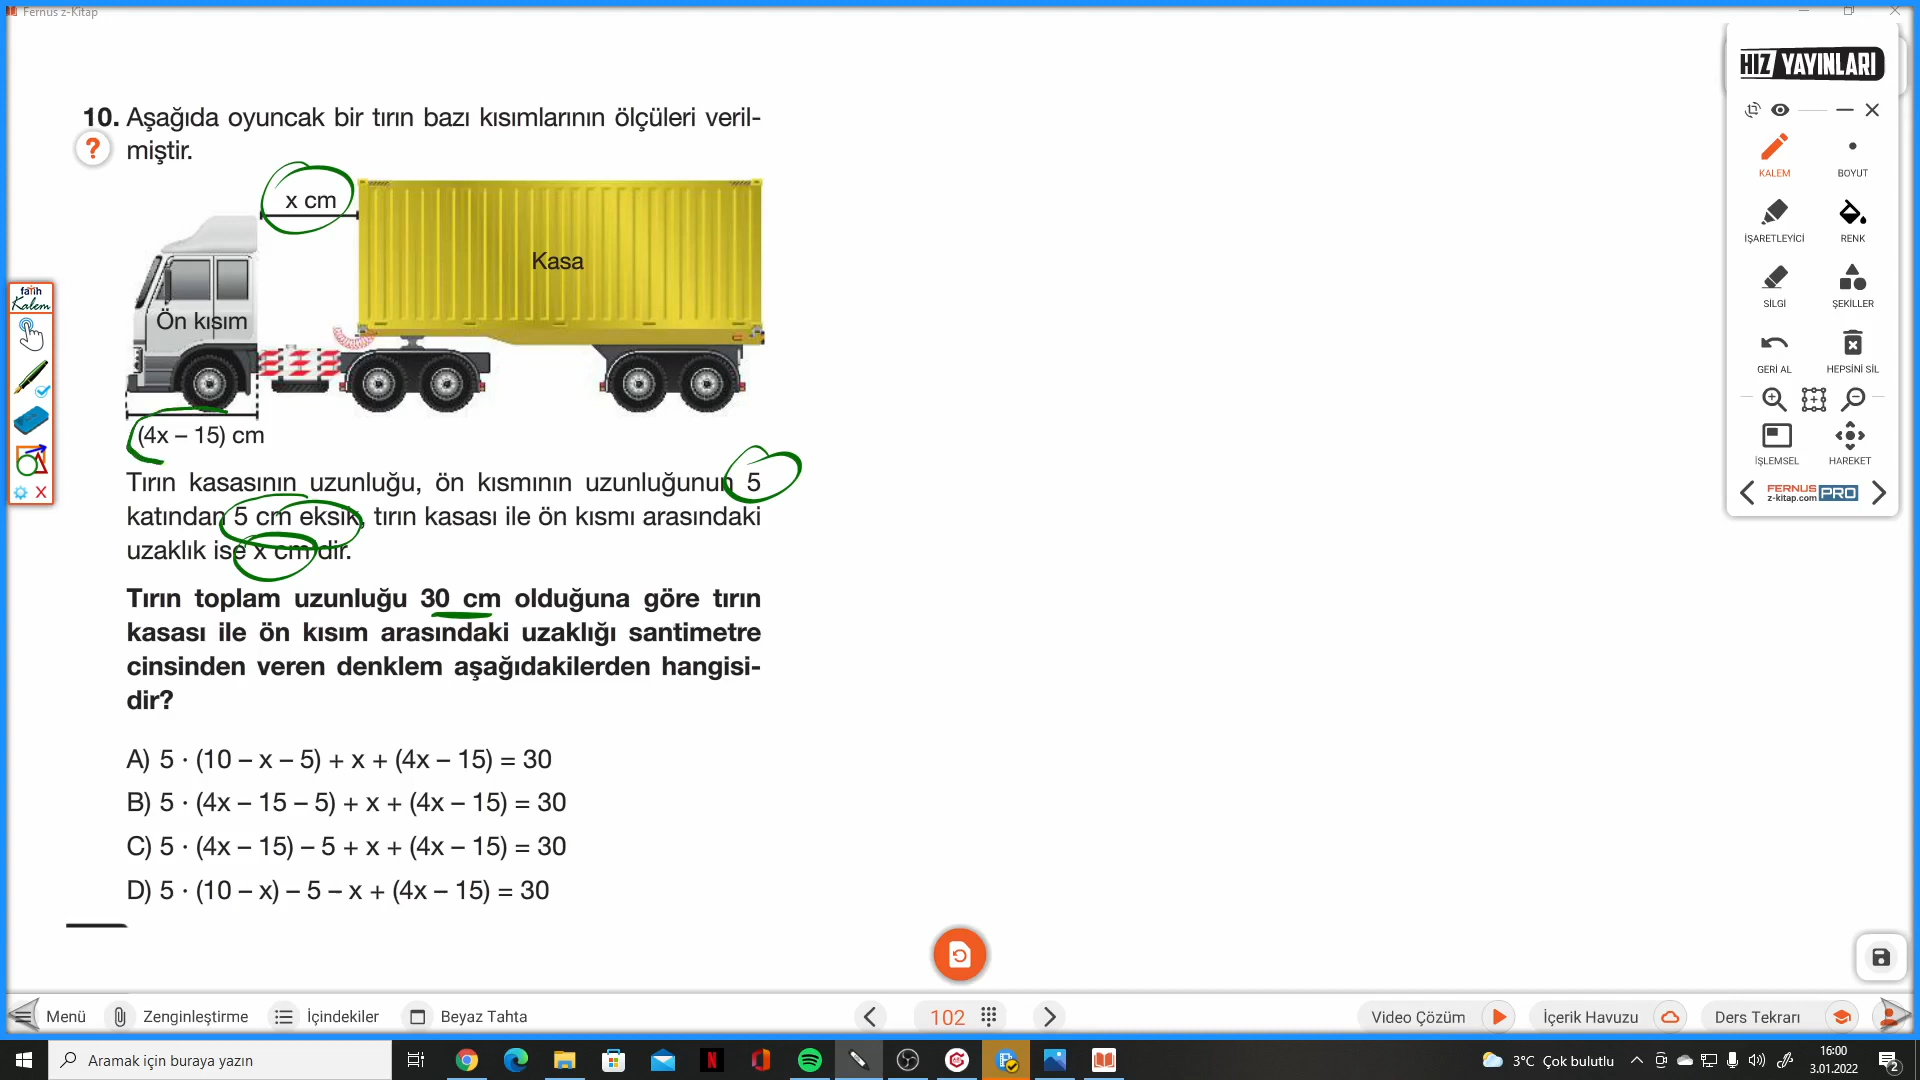 Fernus z-Kitap
HIZ YAYINLARI
10. Aşağıda oyuncak bir tırın bazı kısımlarının ölçüleri veril-
? miştir.
x cm
Kasa
Ön kısım
(4x – 15) cm
Tırın kasasının uzunluğu, ön kısmının uzunluğunun 5
katından 5 cm eksik, tırın kasası ile ön kısmı arasındaki
uzaklık ise x cm dir.
Tırın toplam uzunluğu 30 cm olduğuna göre tırın
kasası ile ön kısım arasındaki uzaklığı santimetre
cinsinden veren denklem aşağıdakilerden hangisi-
dir?
A) 5 · (10 – x – 5) + x + (4x – 15) = 30
B) 5 · (4x – 15 – 5) + x + (4x – 15) = 30
C) 5 · (4x – 15) – 5 + x + (4x – 15) = 30
D) 5 · (10 – x) – 5 – x + (4x – 15) = 30
fatih
Kalem
X
KALEM BOYUT
İŞARETLEYİCİ RENK
SİLGİ ŞEKİLLER
GERİ AL HEPSİNİ SİL
İŞLEMSEL HAREKET
FERNUS
z-kitap.com PRO
Menü Zenginleştirme İçindekiler Beyaz Tahta 102 Video Çözüm İçerik Havuzu Ders Tekrarı
Aramak için buraya yazın
N
3°C Çok bulutlu
16:00
3.01.2022
2